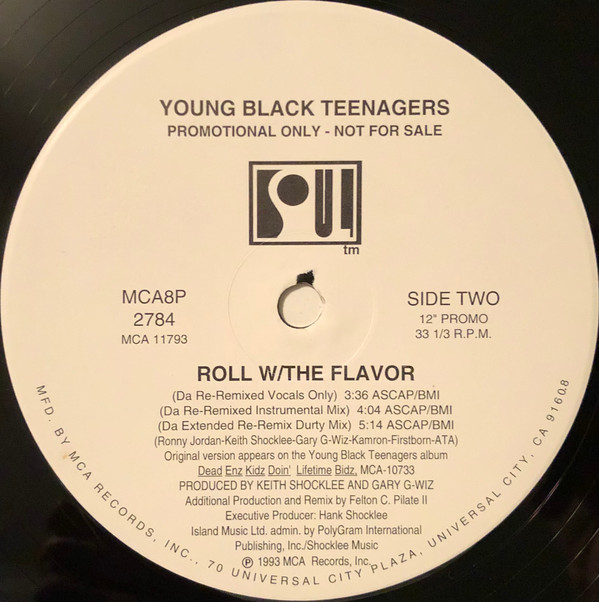 YOUNG BLACK TEENAGERS
PROMOTIONAL ONLY - NOT FOR SALE
SOUL
tm
MCA8P
2784
MCA 11793
SIDE TWO
12" PROMO
33 1/3 R.P.M.
ROLL W/THE FLAVOR
(Da Re-Remixed Vocals Only) 3:36 ASCAP/BMI
(Da Re-Remixed Instrumental Mix) 4:04 ASCAP/BMI
(Da Extended Re-Remix Durty Mix) 5:14 ASCAP/BMI
(Ronny Jordan-Keith Shocklee-Gary G-Wiz-Kamron-Firstborn-ATA)
Original version appears on the Young Black Teenagers album
Dead Enz Kidz Doin' Lifetime Bidz, MCA-10733
PRODUCED BY KEITH SHOCKLEE AND GARY G-WIZ
Additional Production and Remix by Felton C. Pilate II
Executive Producer: Hank Shocklee
Island Music Ltd. admin. by PolyGram International
Publishing, Inc./Shocklee Music
℗ 1993 MCA Records, Inc.
MFD. BY MCA RECORDS, INC., 70 UNIVERSAL CITY PLAZA, UNIVERSAL CITY, CA 91608